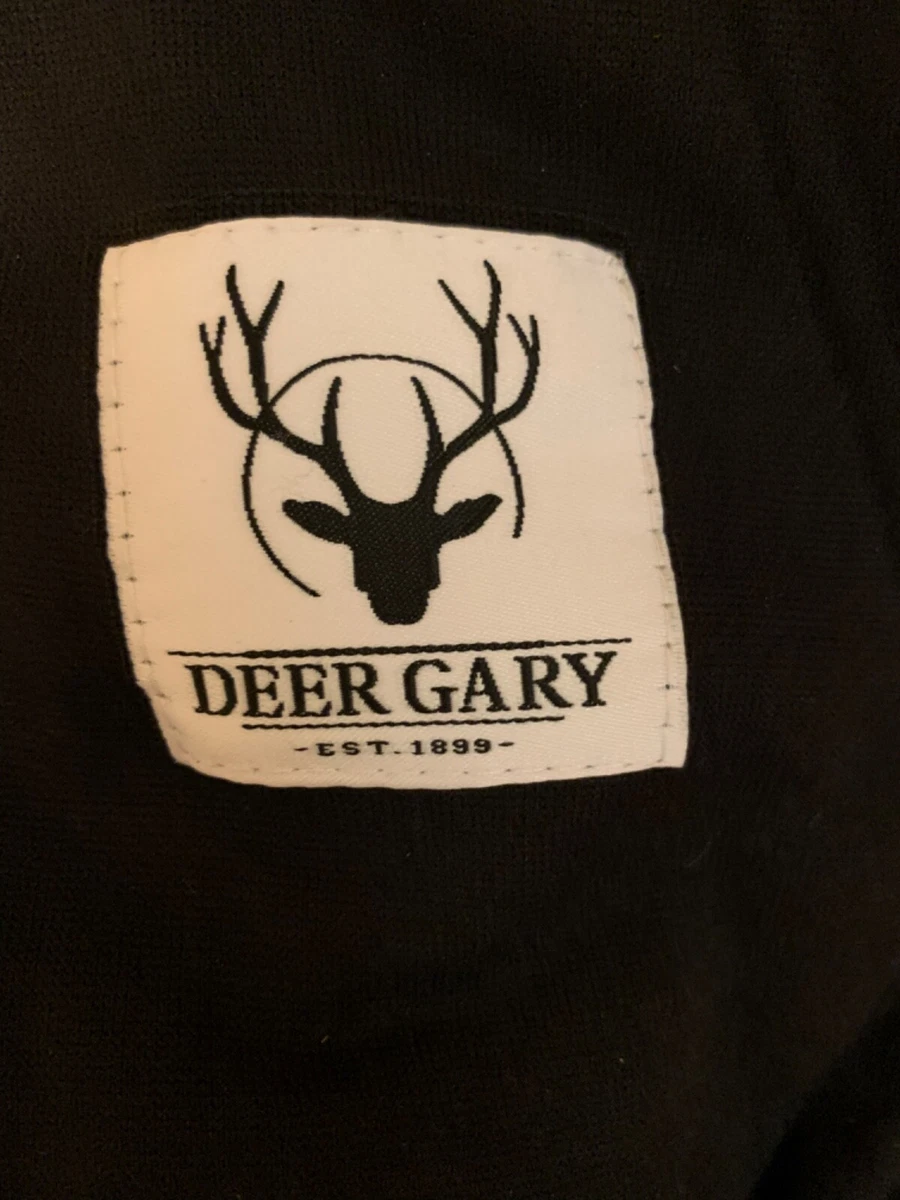 DEER GARY
-EST. 1899-